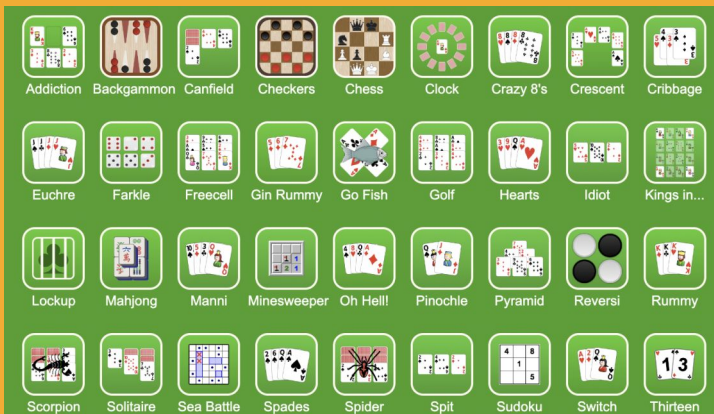 Addiction Backgammon Canfield Checkers Chess Clock Crazy 8's Crescent Cribbage
Euchre Farkle Freecell Gin Rummy Go Fish Golf Hearts Idiot Kings in...
Lockup Mahjong Manni Minesweeper Oh Hell! Pinochle Pyramid Reversi Rummy
Scorpion Solitaire Sea Battle Spades Spider Spit Sudoku Switch Thirteen